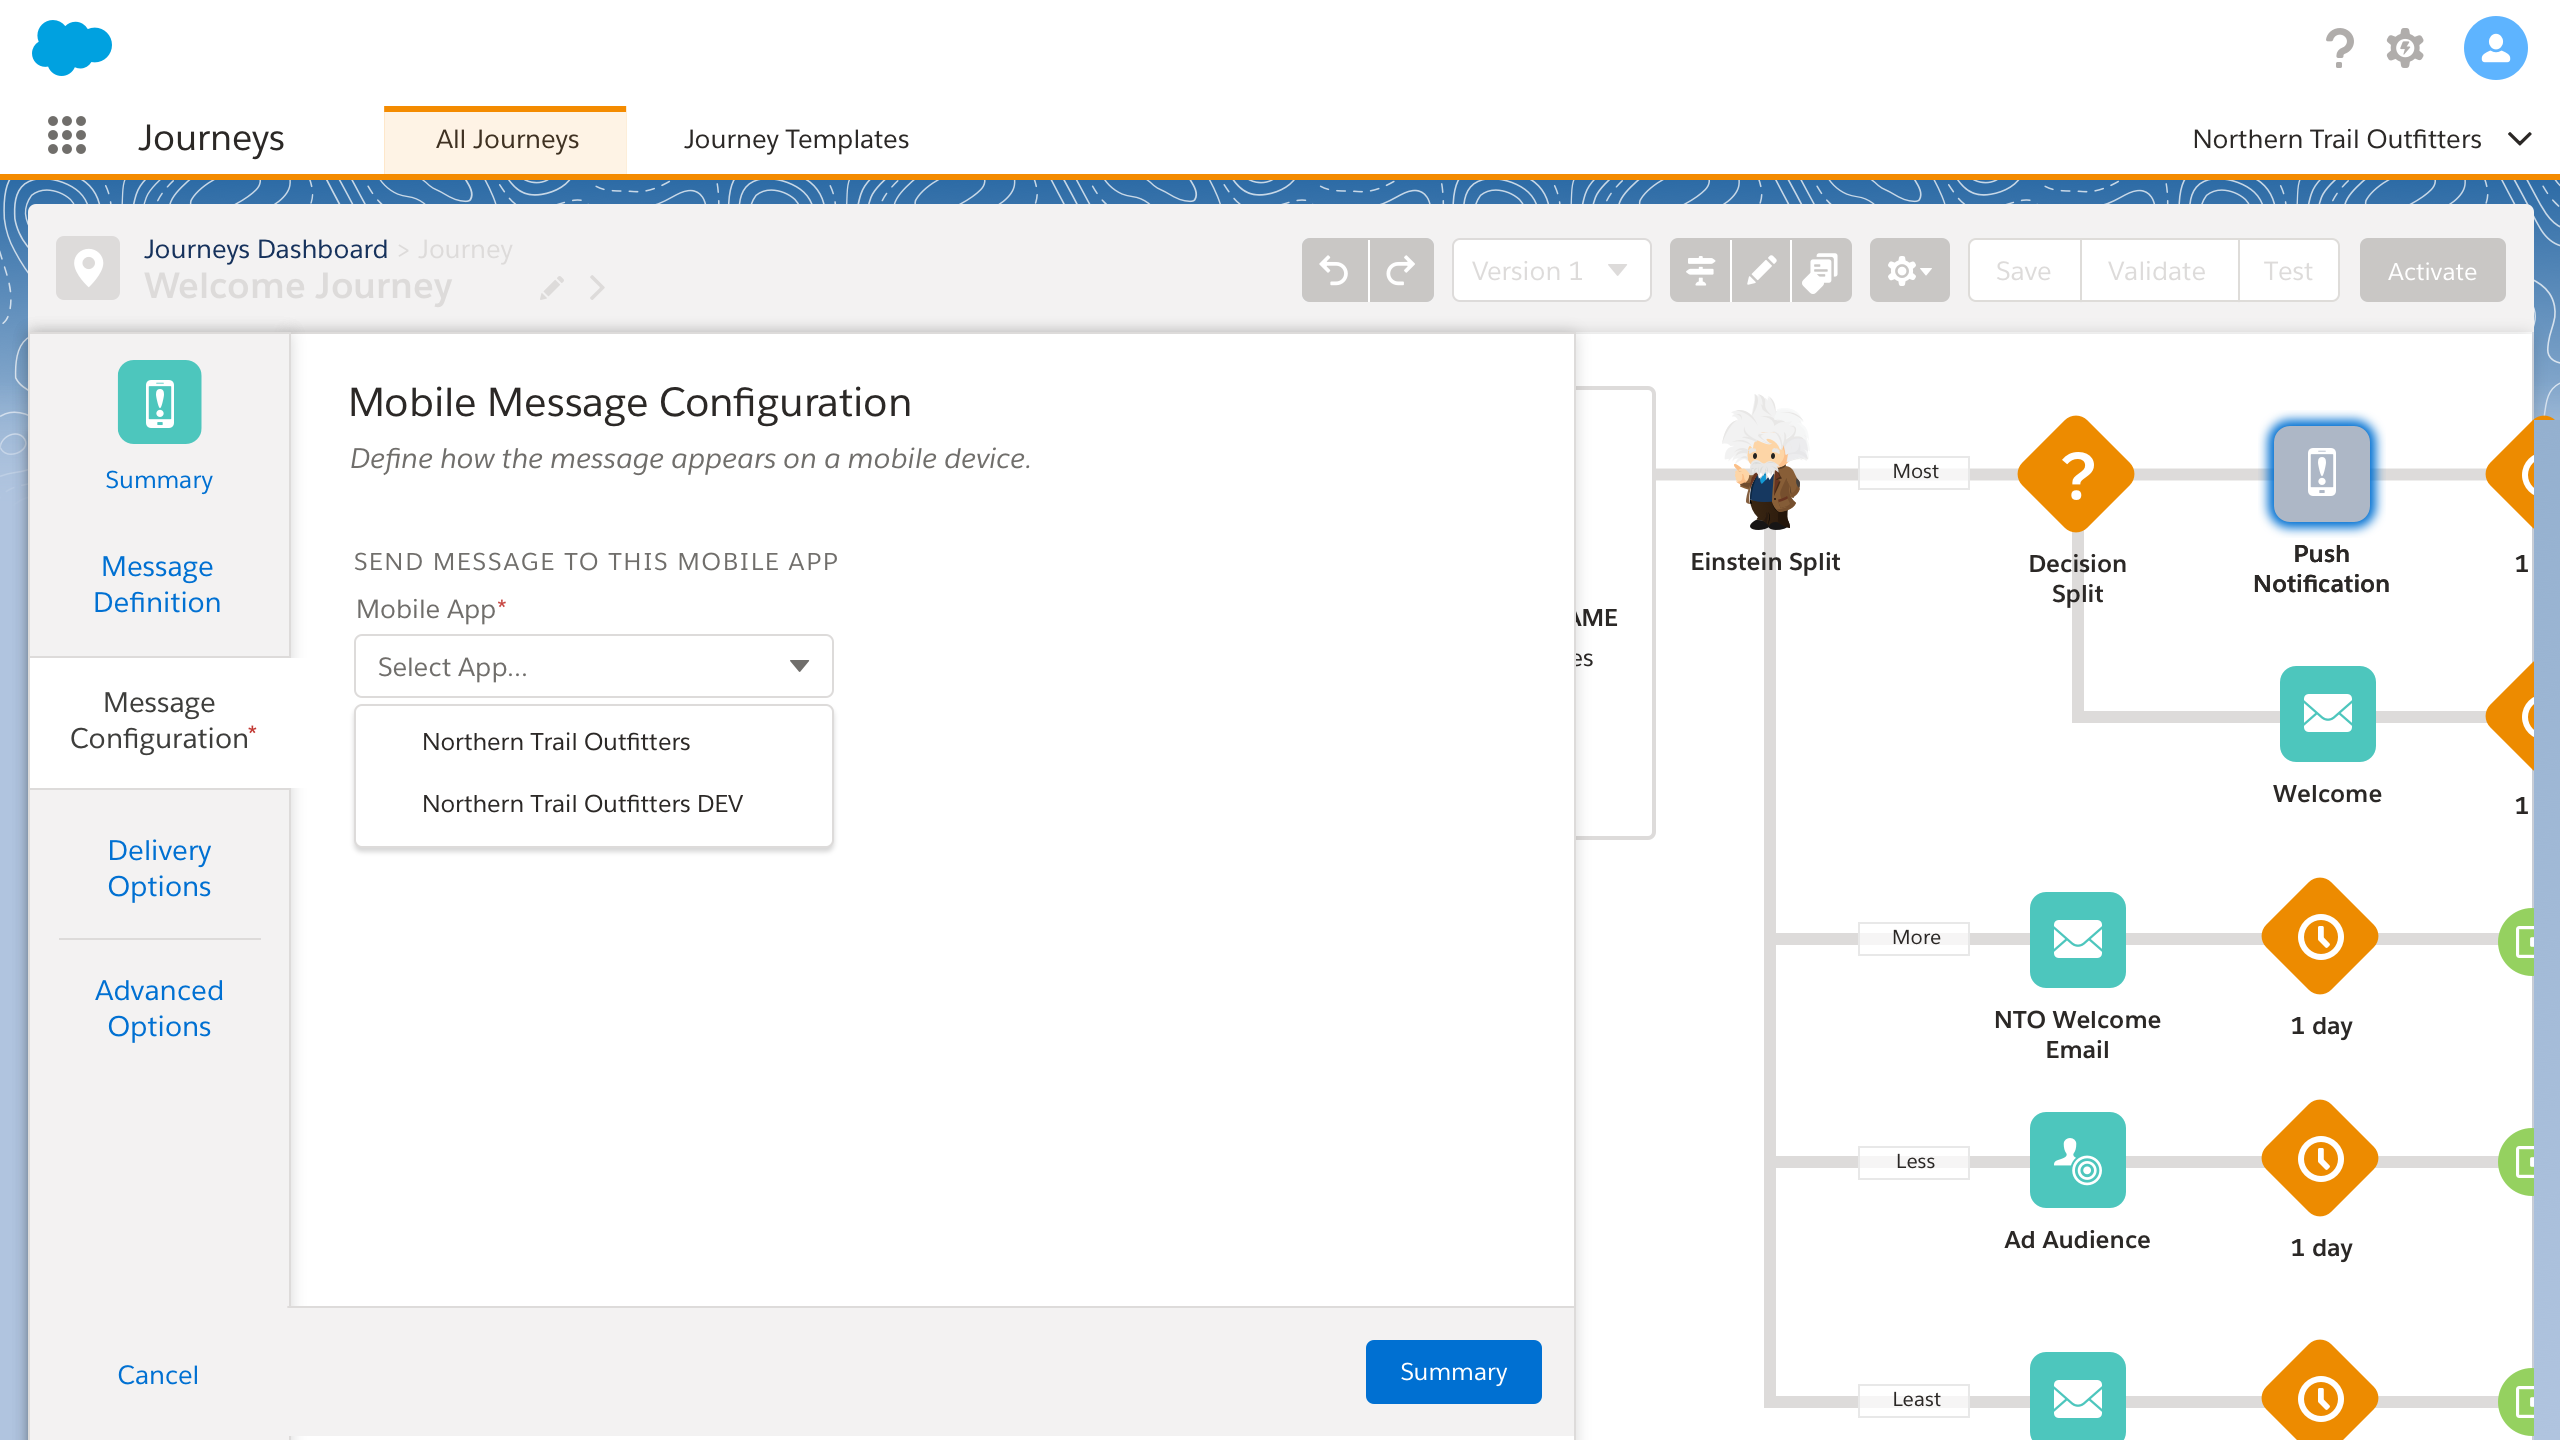 Journeys
All Journeys
Journey Templates
Northern Trail Outfitters
Journeys Dashboard > Journey
Welcome Journey
Version 1
Save
Validate
Test
Activate
Summary
Message
Definition
Message
Configuration*
Delivery
Options
Advanced
Options
Cancel
Mobile Message Configuration
Define how the message appears on a mobile device.
SEND MESSAGE TO THIS MOBILE APP
Mobile App*
Select App...
Northern Trail Outfitters
Northern Trail Outfitters DEV
Summary
AME
es
Einstein Split
Most
?
Decision
Split
Push
Notification
1
Welcome
1
More
NTO Welcome
Email
1 day
Less
Ad Audience
1 day
Least